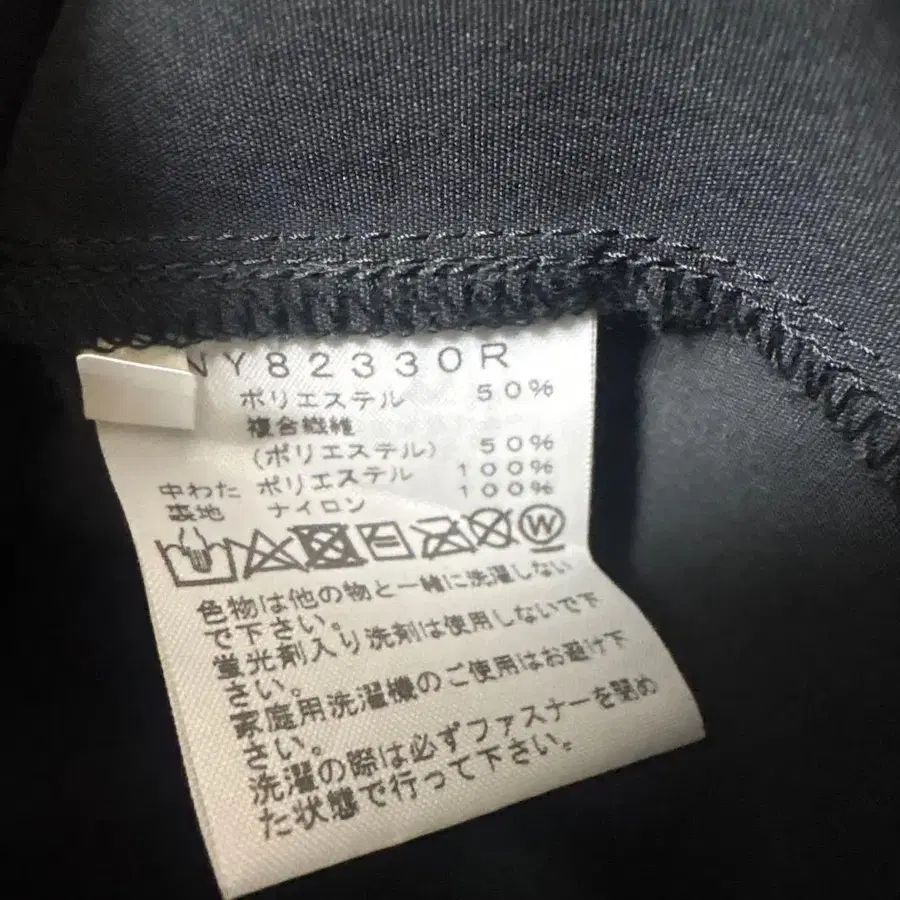 NY82330R
ポリエステル 50%
複合繊維
(ポリエステル) 50%
中わた ポリエステル 100%
裏地 ナイロン 100%
W
色物は他の物と一緒に洗濯しない
で下さい。
蛍光剤入り洗剤は使用しないで下
さい。
家庭用洗濯機のご使用はお避け下
さい。
洗濯の際は必ずファスナーを閉め
た状態で行って下さい。